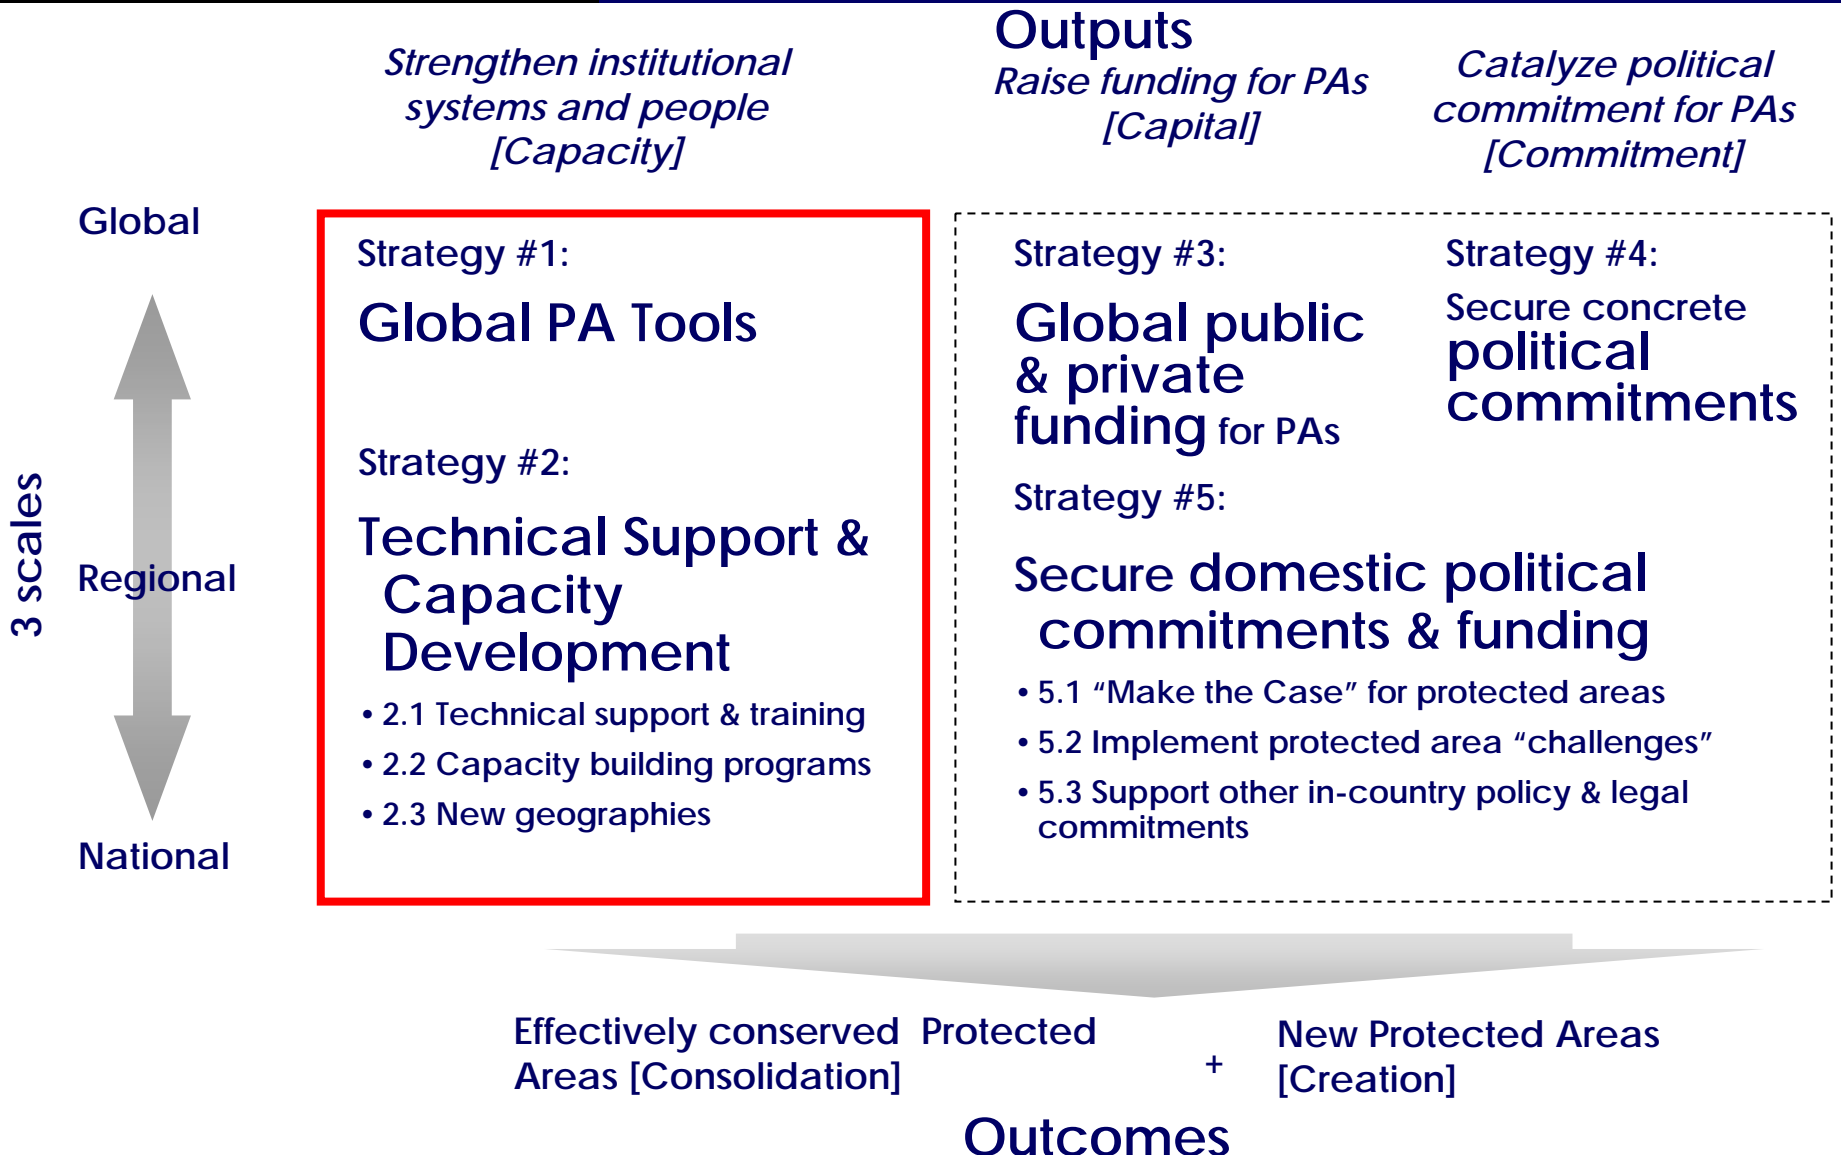 Outputs
Strengthen institutional
systems and people
[Capacity]
Raise funding for PAs
[Capital]
Catalyze political
commitment for PAs
[Commitment]
3 scales
Global
Regional
National
Strategy #1:
Global PA Tools
Strategy #2:
Technical Support &
Capacity
Development
• 2.1 Technical support & training
• 2.2 Capacity building programs
• 2.3 New geographies
Strategy #3:
Global public
& private
funding for PAs
Strategy #4:
Secure concrete
political
commitments
Strategy #5:
Secure domestic political
commitments & funding
• 5.1 “Make the Case” for protected areas
• 5.2 Implement protected area “challenges”
• 5.3 Support other in-country policy & legal
commitments
Effectively conserved Protected
Areas [Consolidation]
+
New Protected Areas
[Creation]
Outcomes